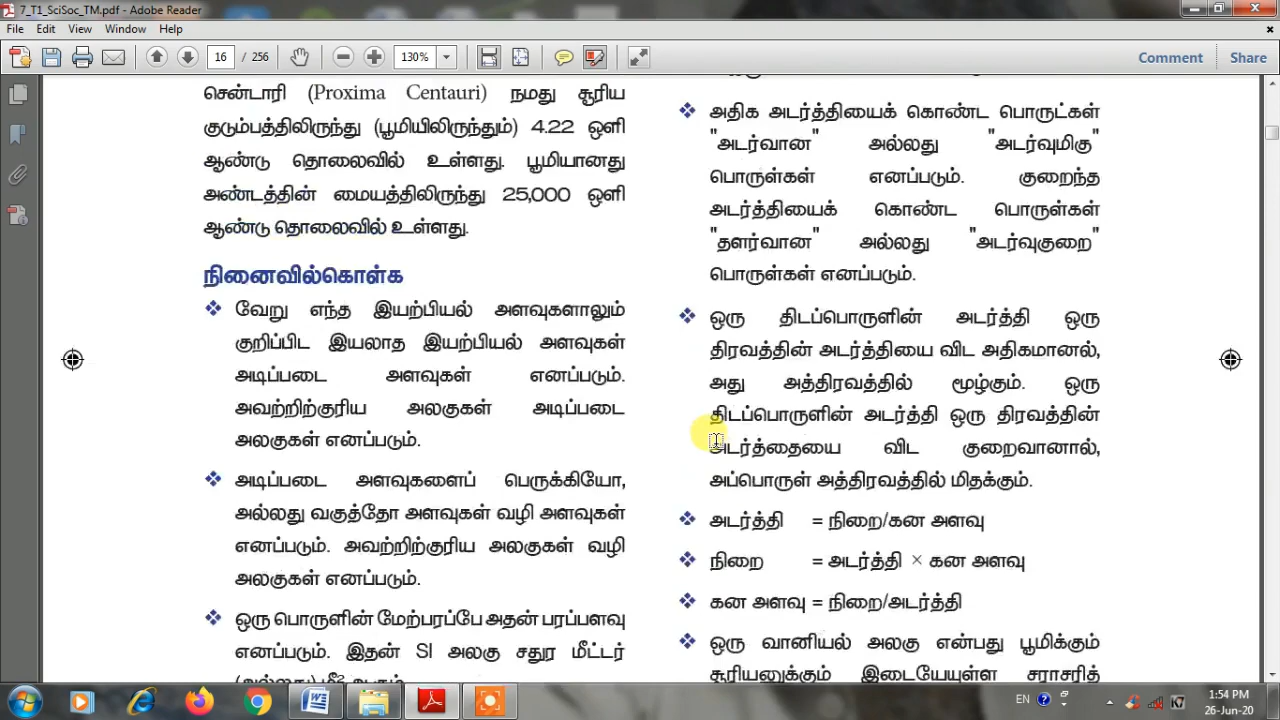 7_T1_SciSoc_TM.pdf - Adobe Reader
File Edit View Window Help
16 / 256 130% Comment Share
சென்டாரி (Proxima Centauri) நமது சூரிய
குடும்பத்திலிருந்து (பூமியிலிருந்தும்) 4.22 ஒளி
ஆண்டு தொலைவில் உள்ளது. பூமியானது
அண்டத்தின் மையத்திலிருந்து 25,000 ஒளி
ஆண்டு தொலைவில் உள்ளது.
நினைவில்கொள்க
❖ வேறு எந்த இயற்பியல் அளவுகளாலும்
குறிப்பிட இயலாத இயற்பியல் அளவுகள்
அடிப்படை அளவுகள் எனப்படும்.
அவற்றிற்குரிய அலகுகள் அடிப்படை
அலகுகள் எனப்படும்.
❖ அடிப்படை அளவுகளைப் பெருக்கியோ,
அல்லது வகுத்தோ அளவுகள் வழி அளவுகள்
எனப்படும். அவற்றிற்குரிய அலகுகள் வழி
அலகுகள் எனப்படும்.
❖ ஒரு பொருளின் மேற்பரப்பே அதன் பரப்பளவு
எனப்படும். இதன் SI அலகு சதுர மீட்டர்
❖ அதிக அடர்த்தியைக் கொண்ட பொருட்கள்
"அடர்வான" அல்லது "அடர்வுமிகு"
பொருள்கள் எனப்படும். குறைந்த
அடர்த்தியைக் கொண்ட பொருள்கள்
"தளர்வான" அல்லது "அடர்வுகுறை"
பொருள்கள் எனப்படும்.
❖ ஒரு திடப்பொருளின் அடர்த்தி ஒரு
திரவத்தின் அடர்த்தியை விட அதிகமானல்,
அது அத்திரவத்தில் மூழ்கும். ஒரு
திடப்பொருளின் அடர்த்தி ஒரு திரவத்தின்
அடர்த்தையை விட குறைவானால்,
அப்பொருள் அத்திரவத்தில் மிதக்கும்.
❖ அடர்த்தி = நிறை/கன அளவு
❖ நிறை = அடர்த்தி × கன அளவு
❖ கன அளவு = நிறை/அடர்த்தி
❖ ஒரு வானியல் அலகு என்பது பூமிக்கும்
சூரியனுக்கும் இடையேயுள்ள சராசரித்
EN 1:54 PM
26-Jun-20